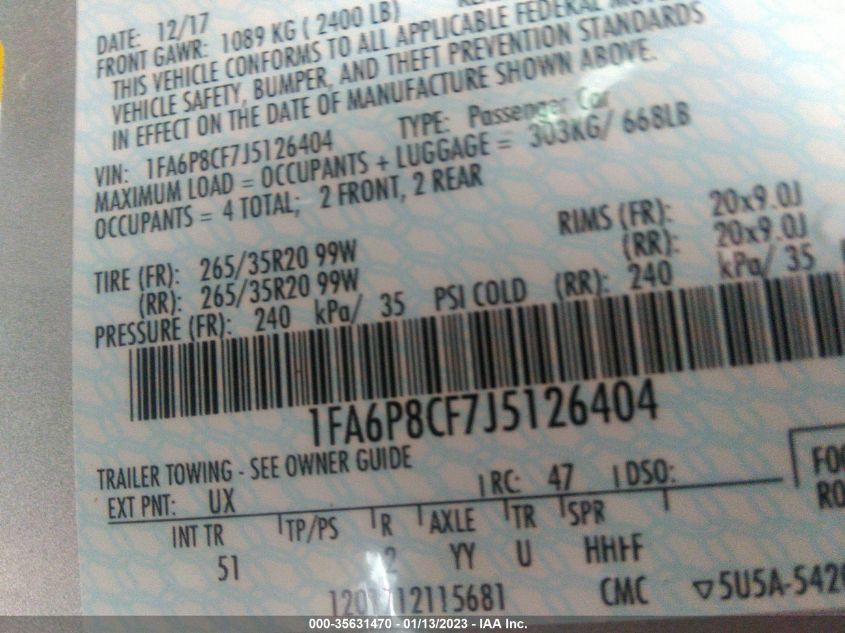 DATE: 12/17
FRONT GAWR: 1089 KG ( 2400 LB)
THIS VEHICLE CONFORMS TO ALL APPLICABLE FEDERAL
VEHICLE SAFETY, BUMPER, AND THEFT PREVENTION STANDARDS
IN EFFECT ON THE DATE OF MANUFACTURE SHOWN ABOVE.
VIN: 1FA6P8CF7J5126404 TYPE: Passenger Car
MAXIMUM LOAD = OCCUPANTS + LUGGAGE = 303KG/ 668LB
OCCUPANTS = 4 TOTAL; 2 FRONT, 2 REAR
TIRE (FR): 265/35R20 99W RIMS (FR): 20x9.0J
(RR): 265/35R20 99W (RR): 20x9.0J
PRESSURE (FR): 240 kPa/ 35 PSI COLD (RR): 240 kPa/ 35
1FA6P8CF7J5126404
TRAILER TOWING - SEE OWNER GUIDE
EXT PNT: UX RC: 47 DSO:
INT TR TP/PS R AXLE TR SPR
51 2 YY U HHFF
1201712115681 CMC ▽5U5A-542
000-35631470 - 01/13/2023 - IAA Inc.